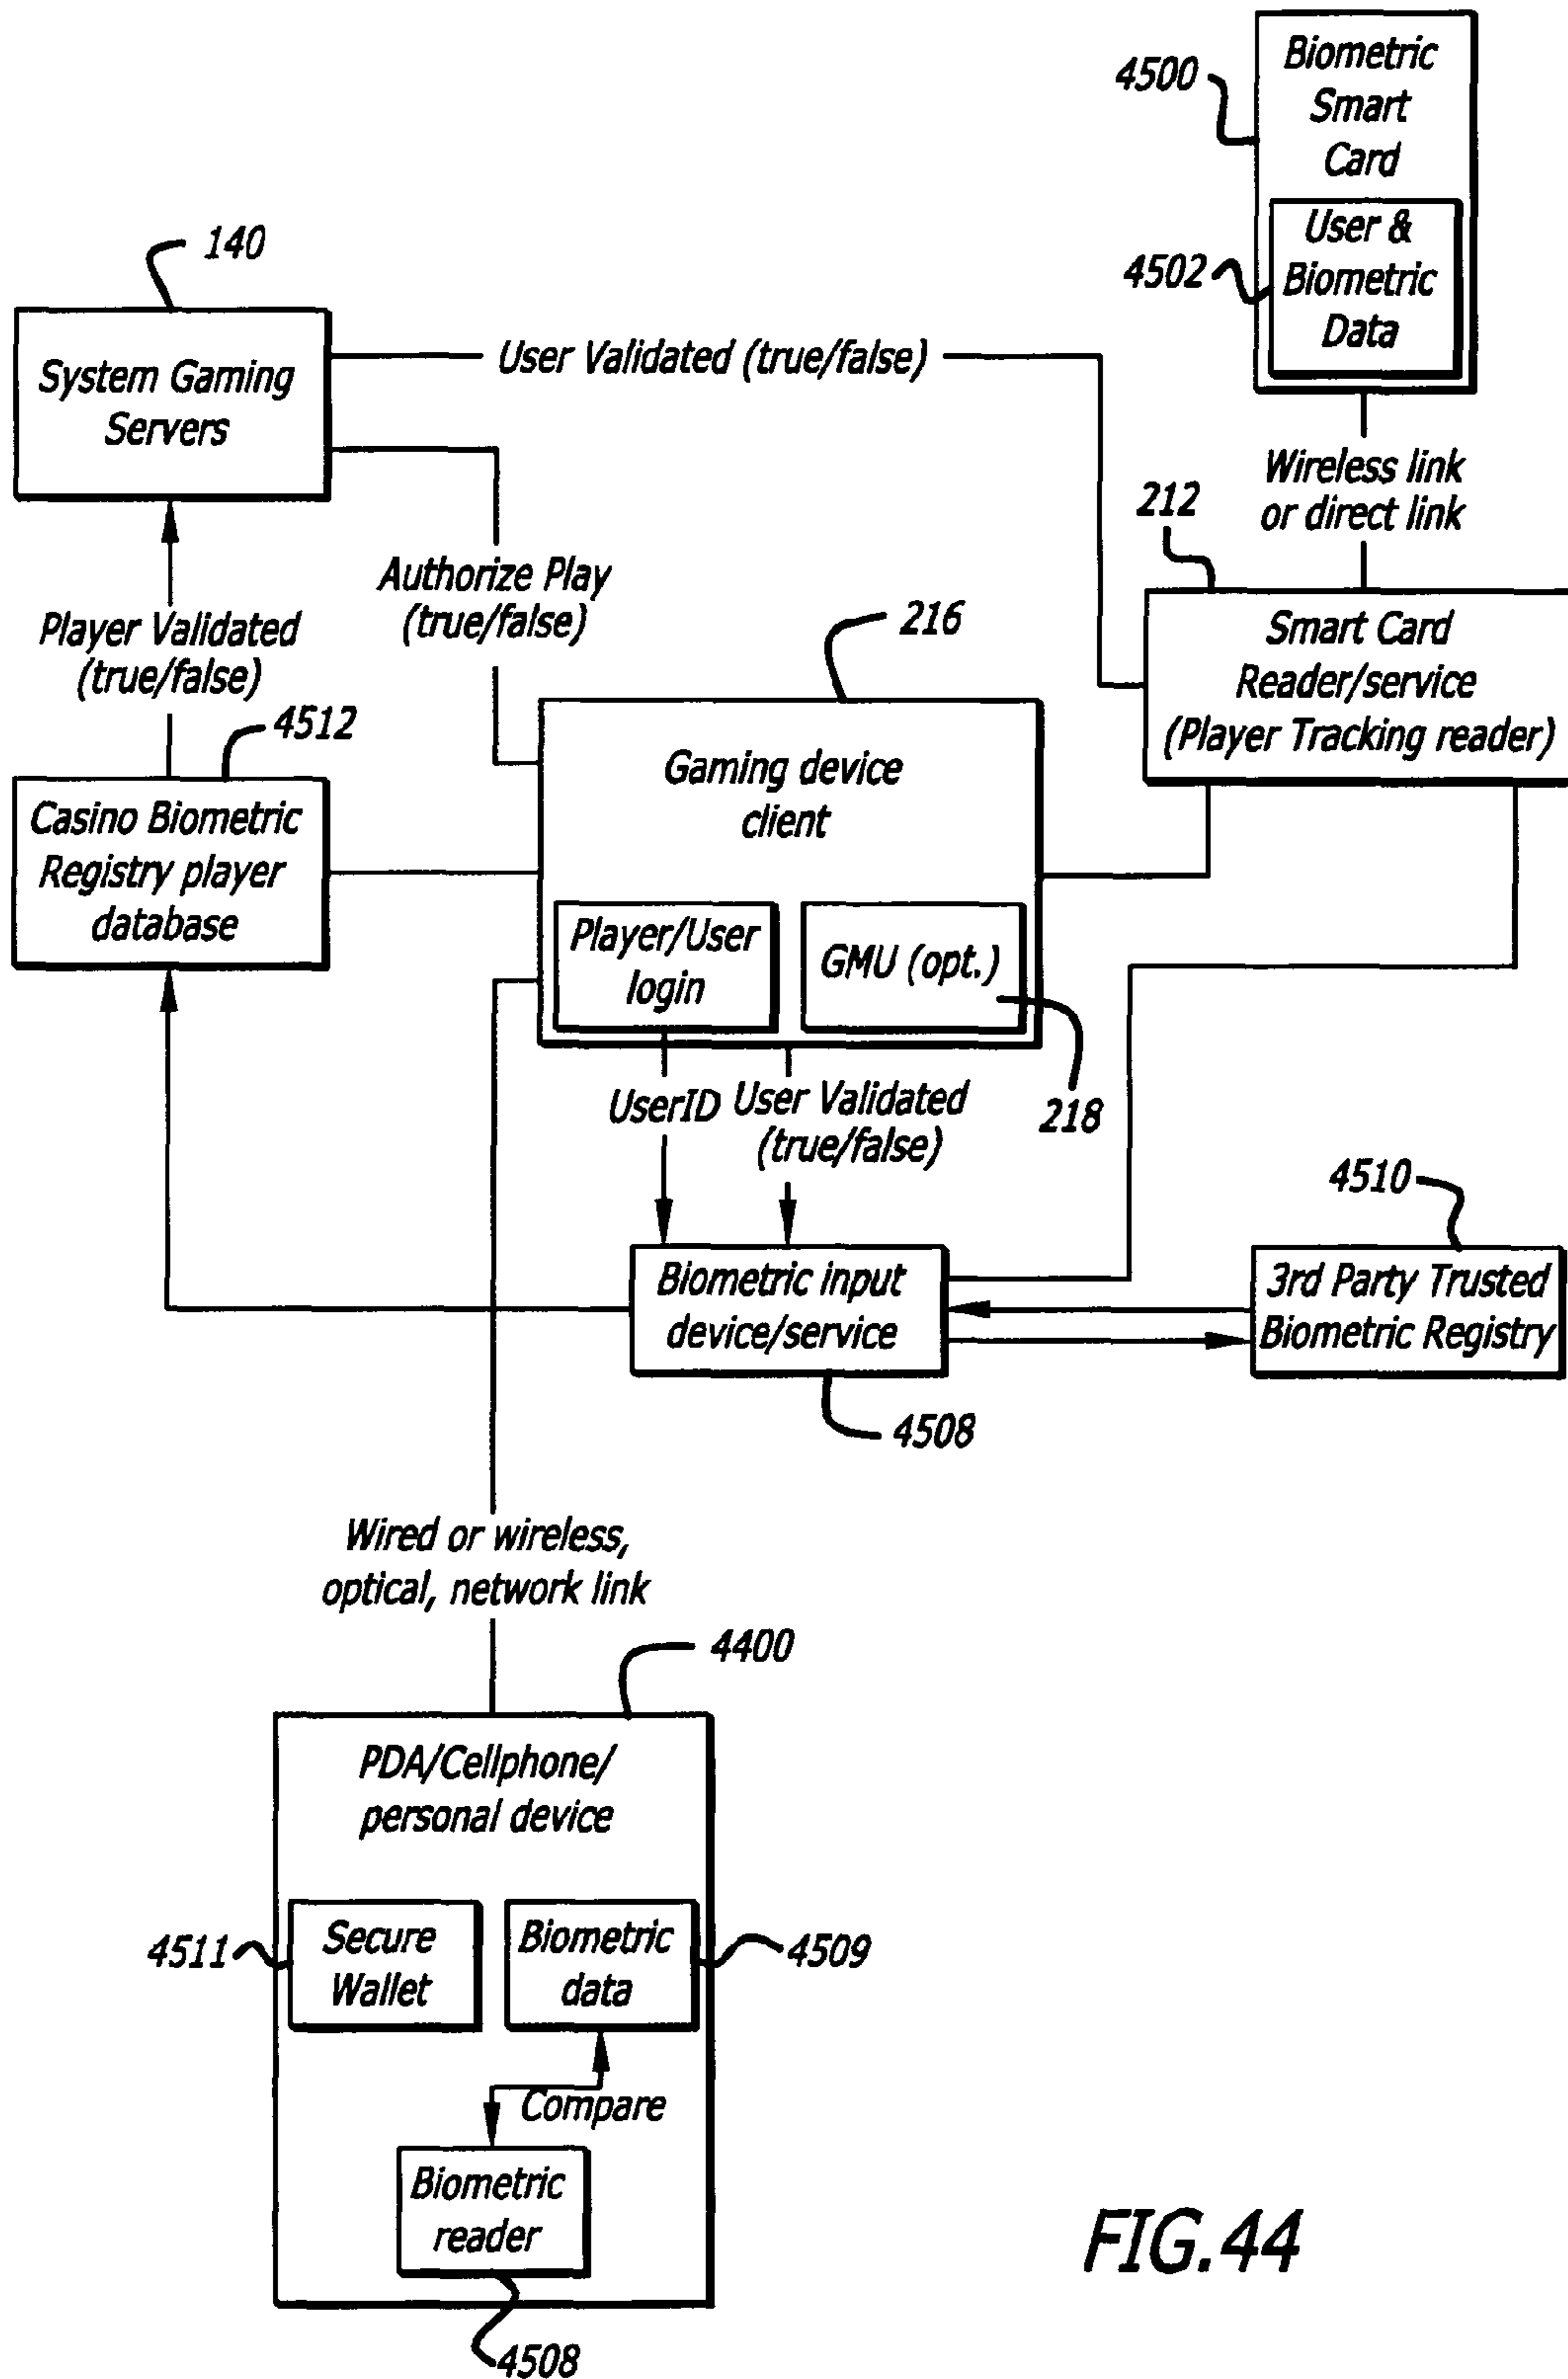 4500
Biometric
Smart
Card
4502
User &
Biometric
Data
140
System Gaming
Servers
User Validated (true/false)
Wireless link
or direct link
212
Authorize Play
(true/false)
Player Validated
(true/false)
216
Smart Card
Reader/service
(Player Tracking reader)
4512
Casino Biometric
Registry player
database
Gaming device
client
Player/User
login
GMU (opt.)
218
UserID
User Validated
(true/false)
4510
Biometric input
device/service
3rd Party Trusted
Biometric Registry
4508
Wired or wireless,
optical, network link
4400
PDA/Cellphone/
personal device
4511
Secure
Wallet
Biometric
data
4509
Compare
Biometric
reader
4508
FIG.44